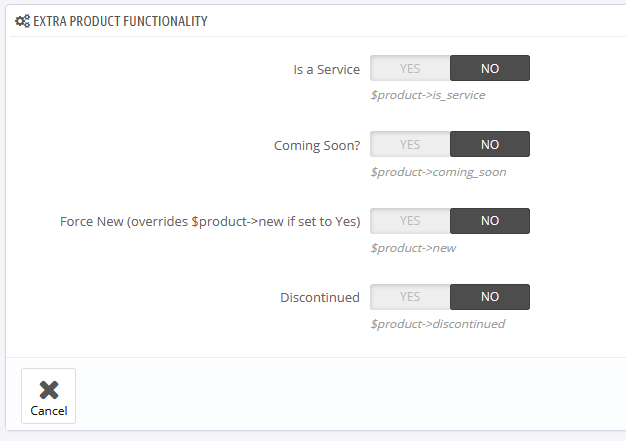 EXTRA PRODUCT FUNCTIONALITY
Is a Service YES NO
$product->is_service
Coming Soon? YES NO
$product->coming_soon
Force New (overrides $product->new if set to Yes) YES NO
$product->new
Discontinued YES NO
$product->discontinued
Cancel